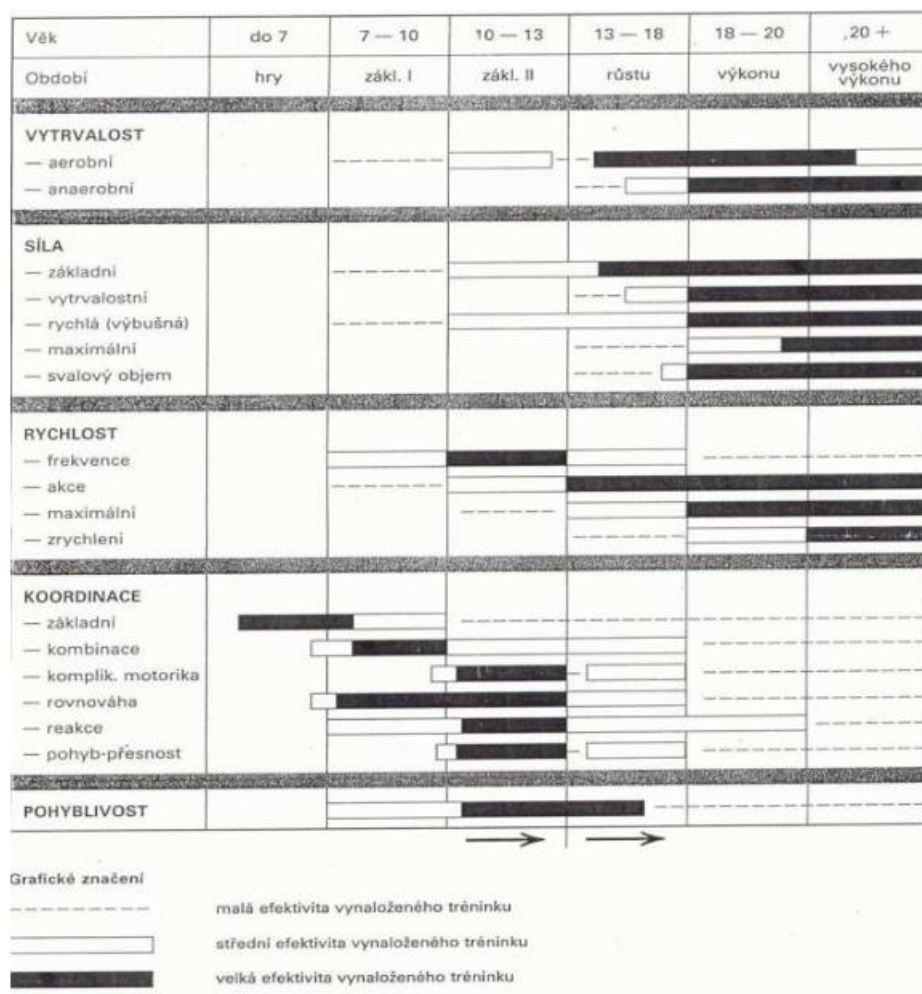 Věk do 7 7 — 10 10 — 13 13 — 18 18 — 20 ,20 +
Období hry zákl. I zákl. II růstu výkonu vysokého výkonu
VYTRVALOST
— aerobní
— anaerobní
SÍLA
— základní
— vytrvalostní
— rychlá (výbušná)
— maximální
— svalový objem
RYCHLOST
— frekvence
— akce
— maximální
— zrychlení
KOORDINACE
— základní
— kombinace
— komplik. motorika
— rovnováha
— reakce
— pohyb-přesnost
POHYBLIVOST
Grafické značení
malá efektivita vynaloženého tréninku
střední efektivita vynaloženého tréninku
velká efektivita vynaloženého tréninku